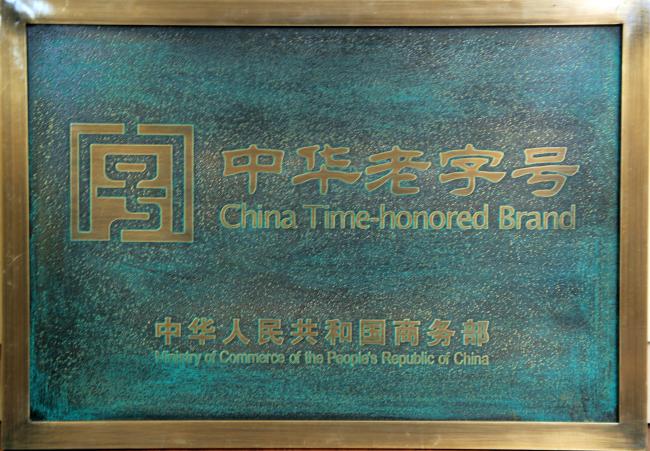 中华老字号
China Time-honored Brand
中华人民共和国商务部
Ministry of Commerce of the People's Republic of China